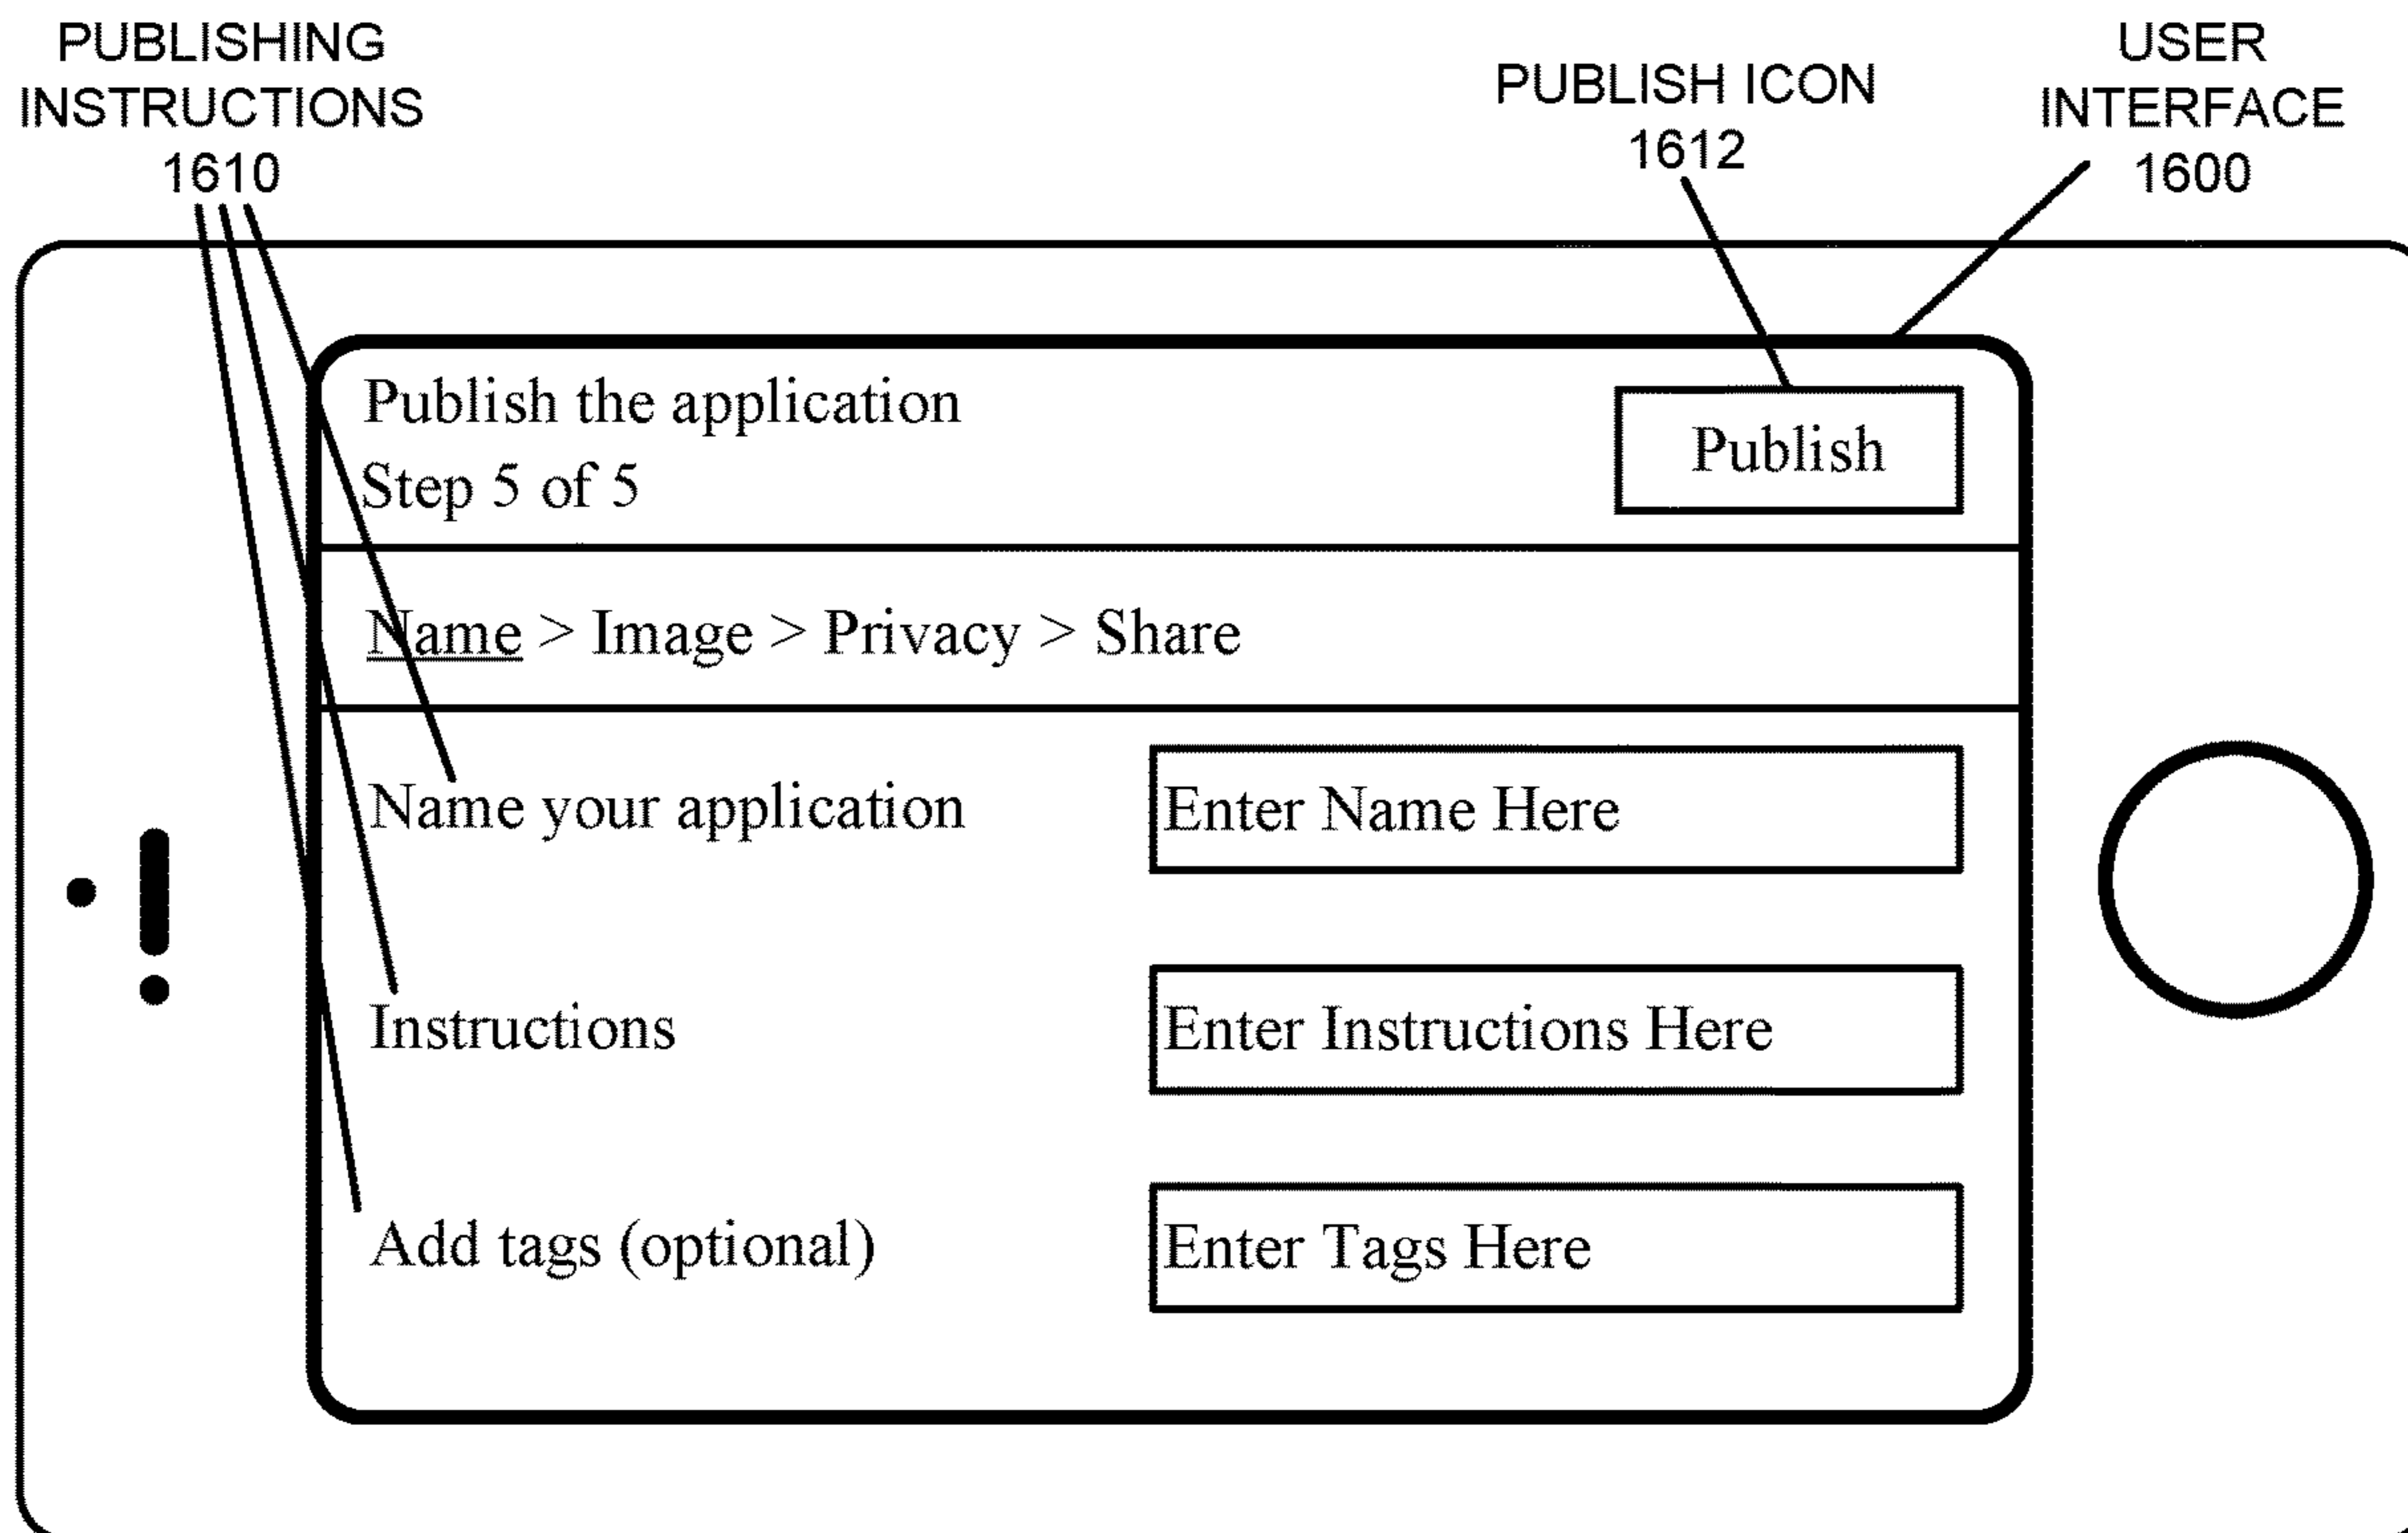 PUBLISHING
INSTRUCTIONS
1610
PUBLISH ICON
1612
USER
INTERFACE
1600
Publish the application
Step 5 of 5
Publish
Name > Image > Privacy > Share
Name your application
Enter Name Here
Instructions
Enter Instructions Here
Add tags (optional)
Enter Tags Here